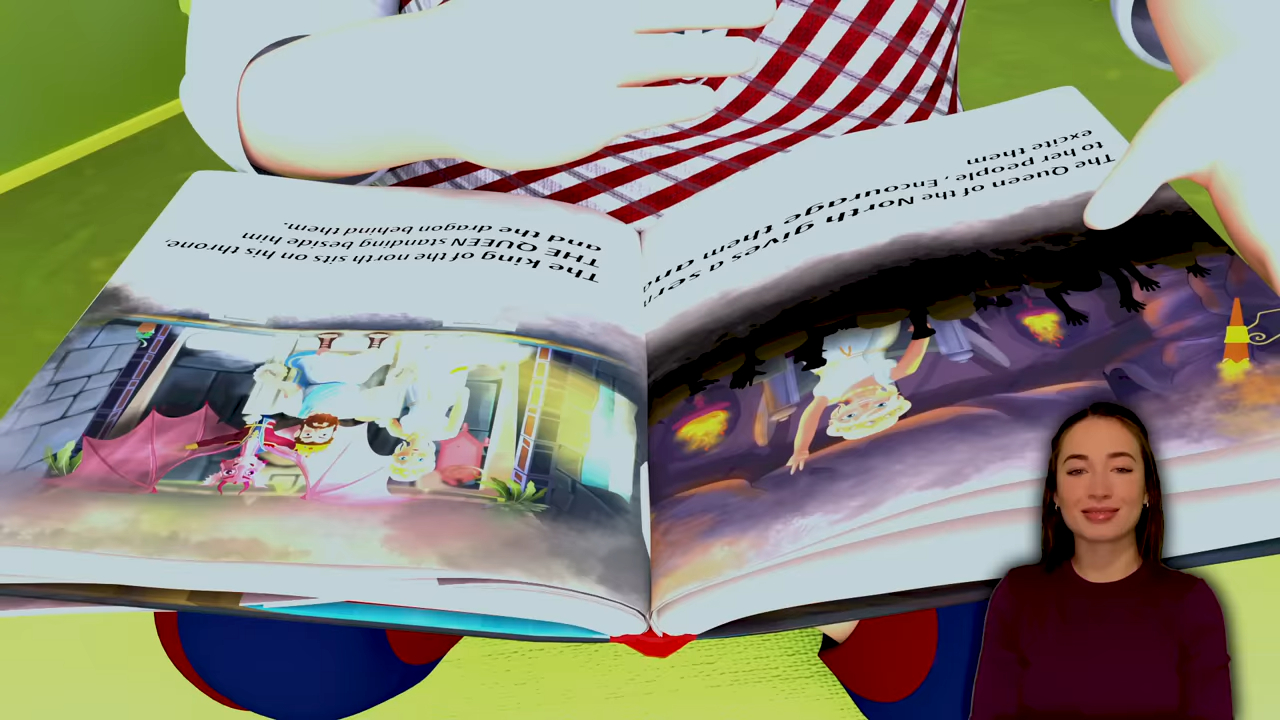 The Queen of the North gives a
to her people , Encourage them and
excite them
The king of the north sits on his throne,
THE QUEEN standing beside him
and the dragon behind them.